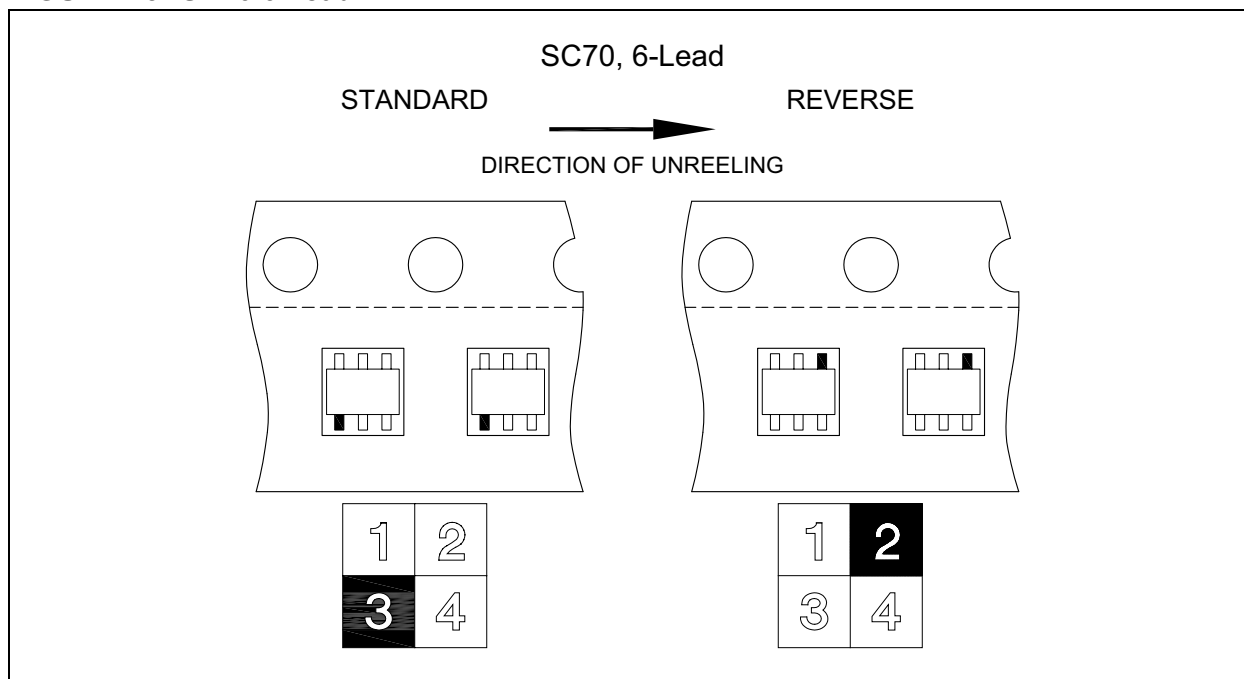 SC70, 6-Lead
STANDARD
REVERSE
DIRECTION OF UNREELING
1 2
3 4
1 2
3 4